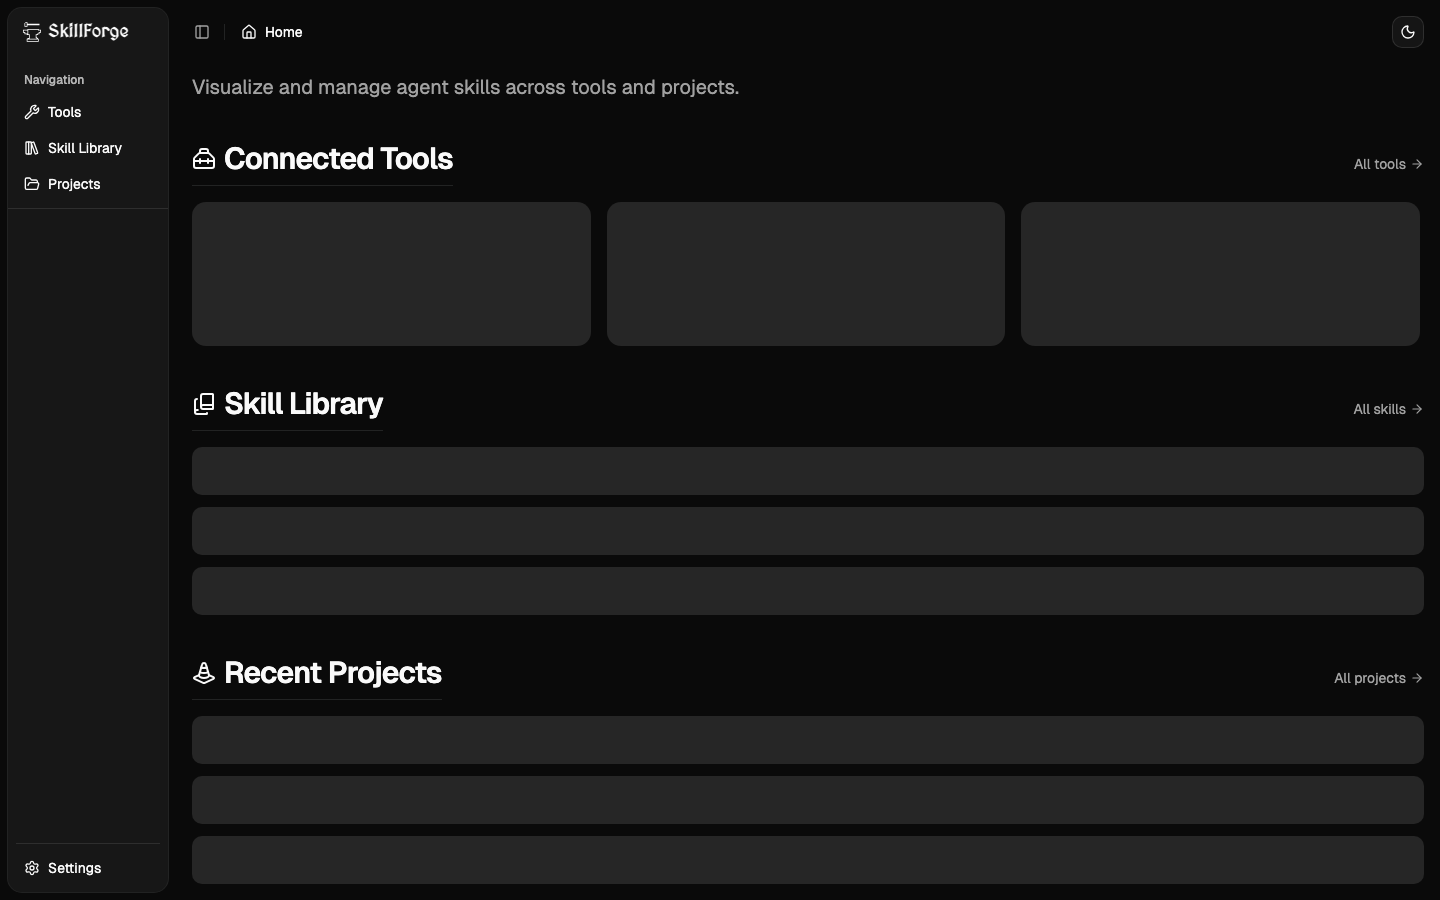 SkillForge
Navigation
Tools
Skill Library
Projects
Settings
Home
Visualize and manage agent skills across tools and projects.
Connected Tools
All tools →
Skill Library
All skills →
Recent Projects
All projects →